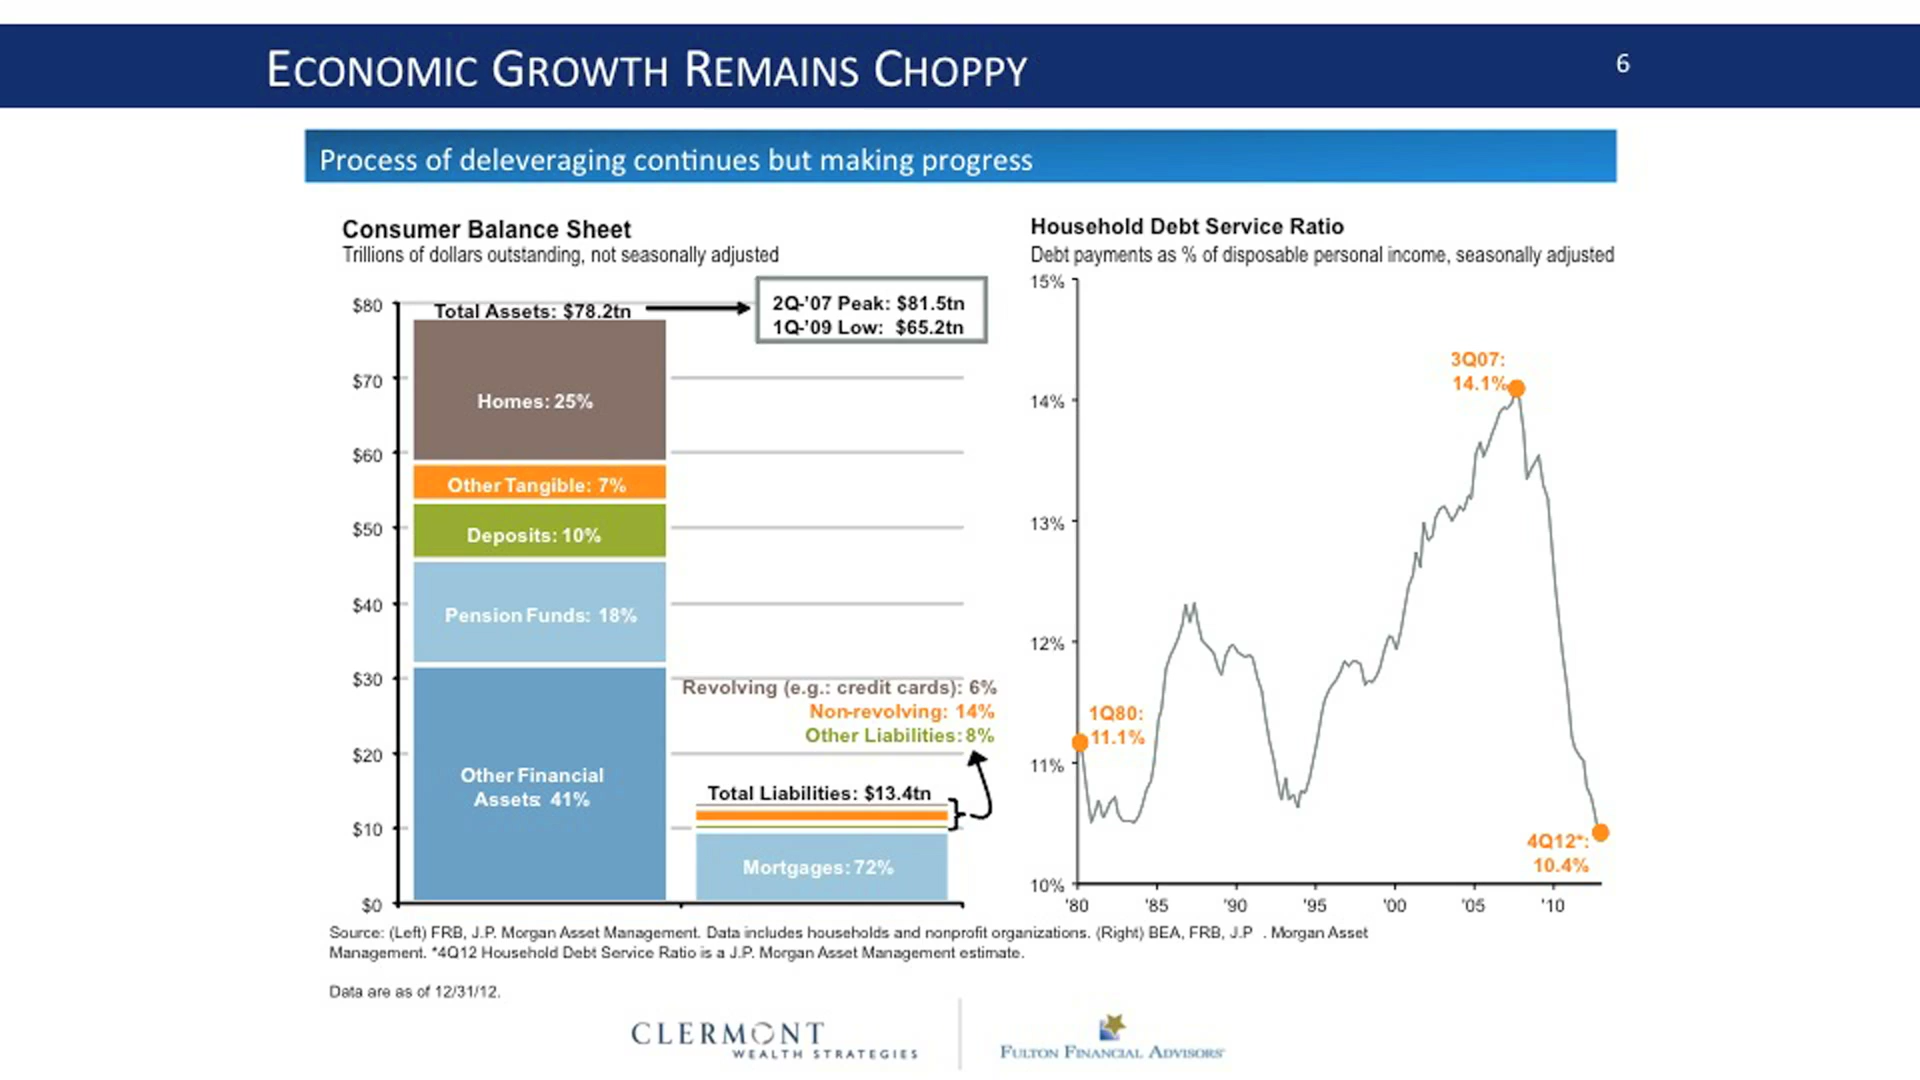 ECONOMIC GROWTH REMAINS CHOPPY
6
Process of deleveraging continues but making progress
Consumer Balance Sheet
Trillions of dollars outstanding, not seasonally adjusted
$80
$70
$60
$50
$40
$30
$20
$10
$0
Total Assets: $78.2tn
2Q-'07 Peak: $81.5tn
1Q-'09 Low: $65.2tn
Homes: 25%
Other Tangible: 7%
Deposits: 10%
Pension Funds: 18%
Other Financial
Assets: 41%
Revolving (e.g.: credit cards): 6%
Non-revolving: 14%
Other Liabilities: 8%
Total Liabilities: $13.4tn
Mortgages: 72%
Household Debt Service Ratio
Debt payments as % of disposable personal income, seasonally adjusted
15%
14%
13%
12%
11%
10%
3Q07:
14.1%
1Q80:
11.1%
4Q12*:
10.4%
'80 '85 '90 '95 '00 '05 '10
Source: (Left) FRB, J.P. Morgan Asset Management. Data includes households and nonprofit organizations. (Right) BEA, FRB, J.P . Morgan Asset
Management. *4Q12 Household Debt Service Ratio is a J.P. Morgan Asset Management estimate.
Data are as of 12/31/12.
CLERMONT
WEALTH STRATEGIES
FULTON FINANCIAL ADVISORS